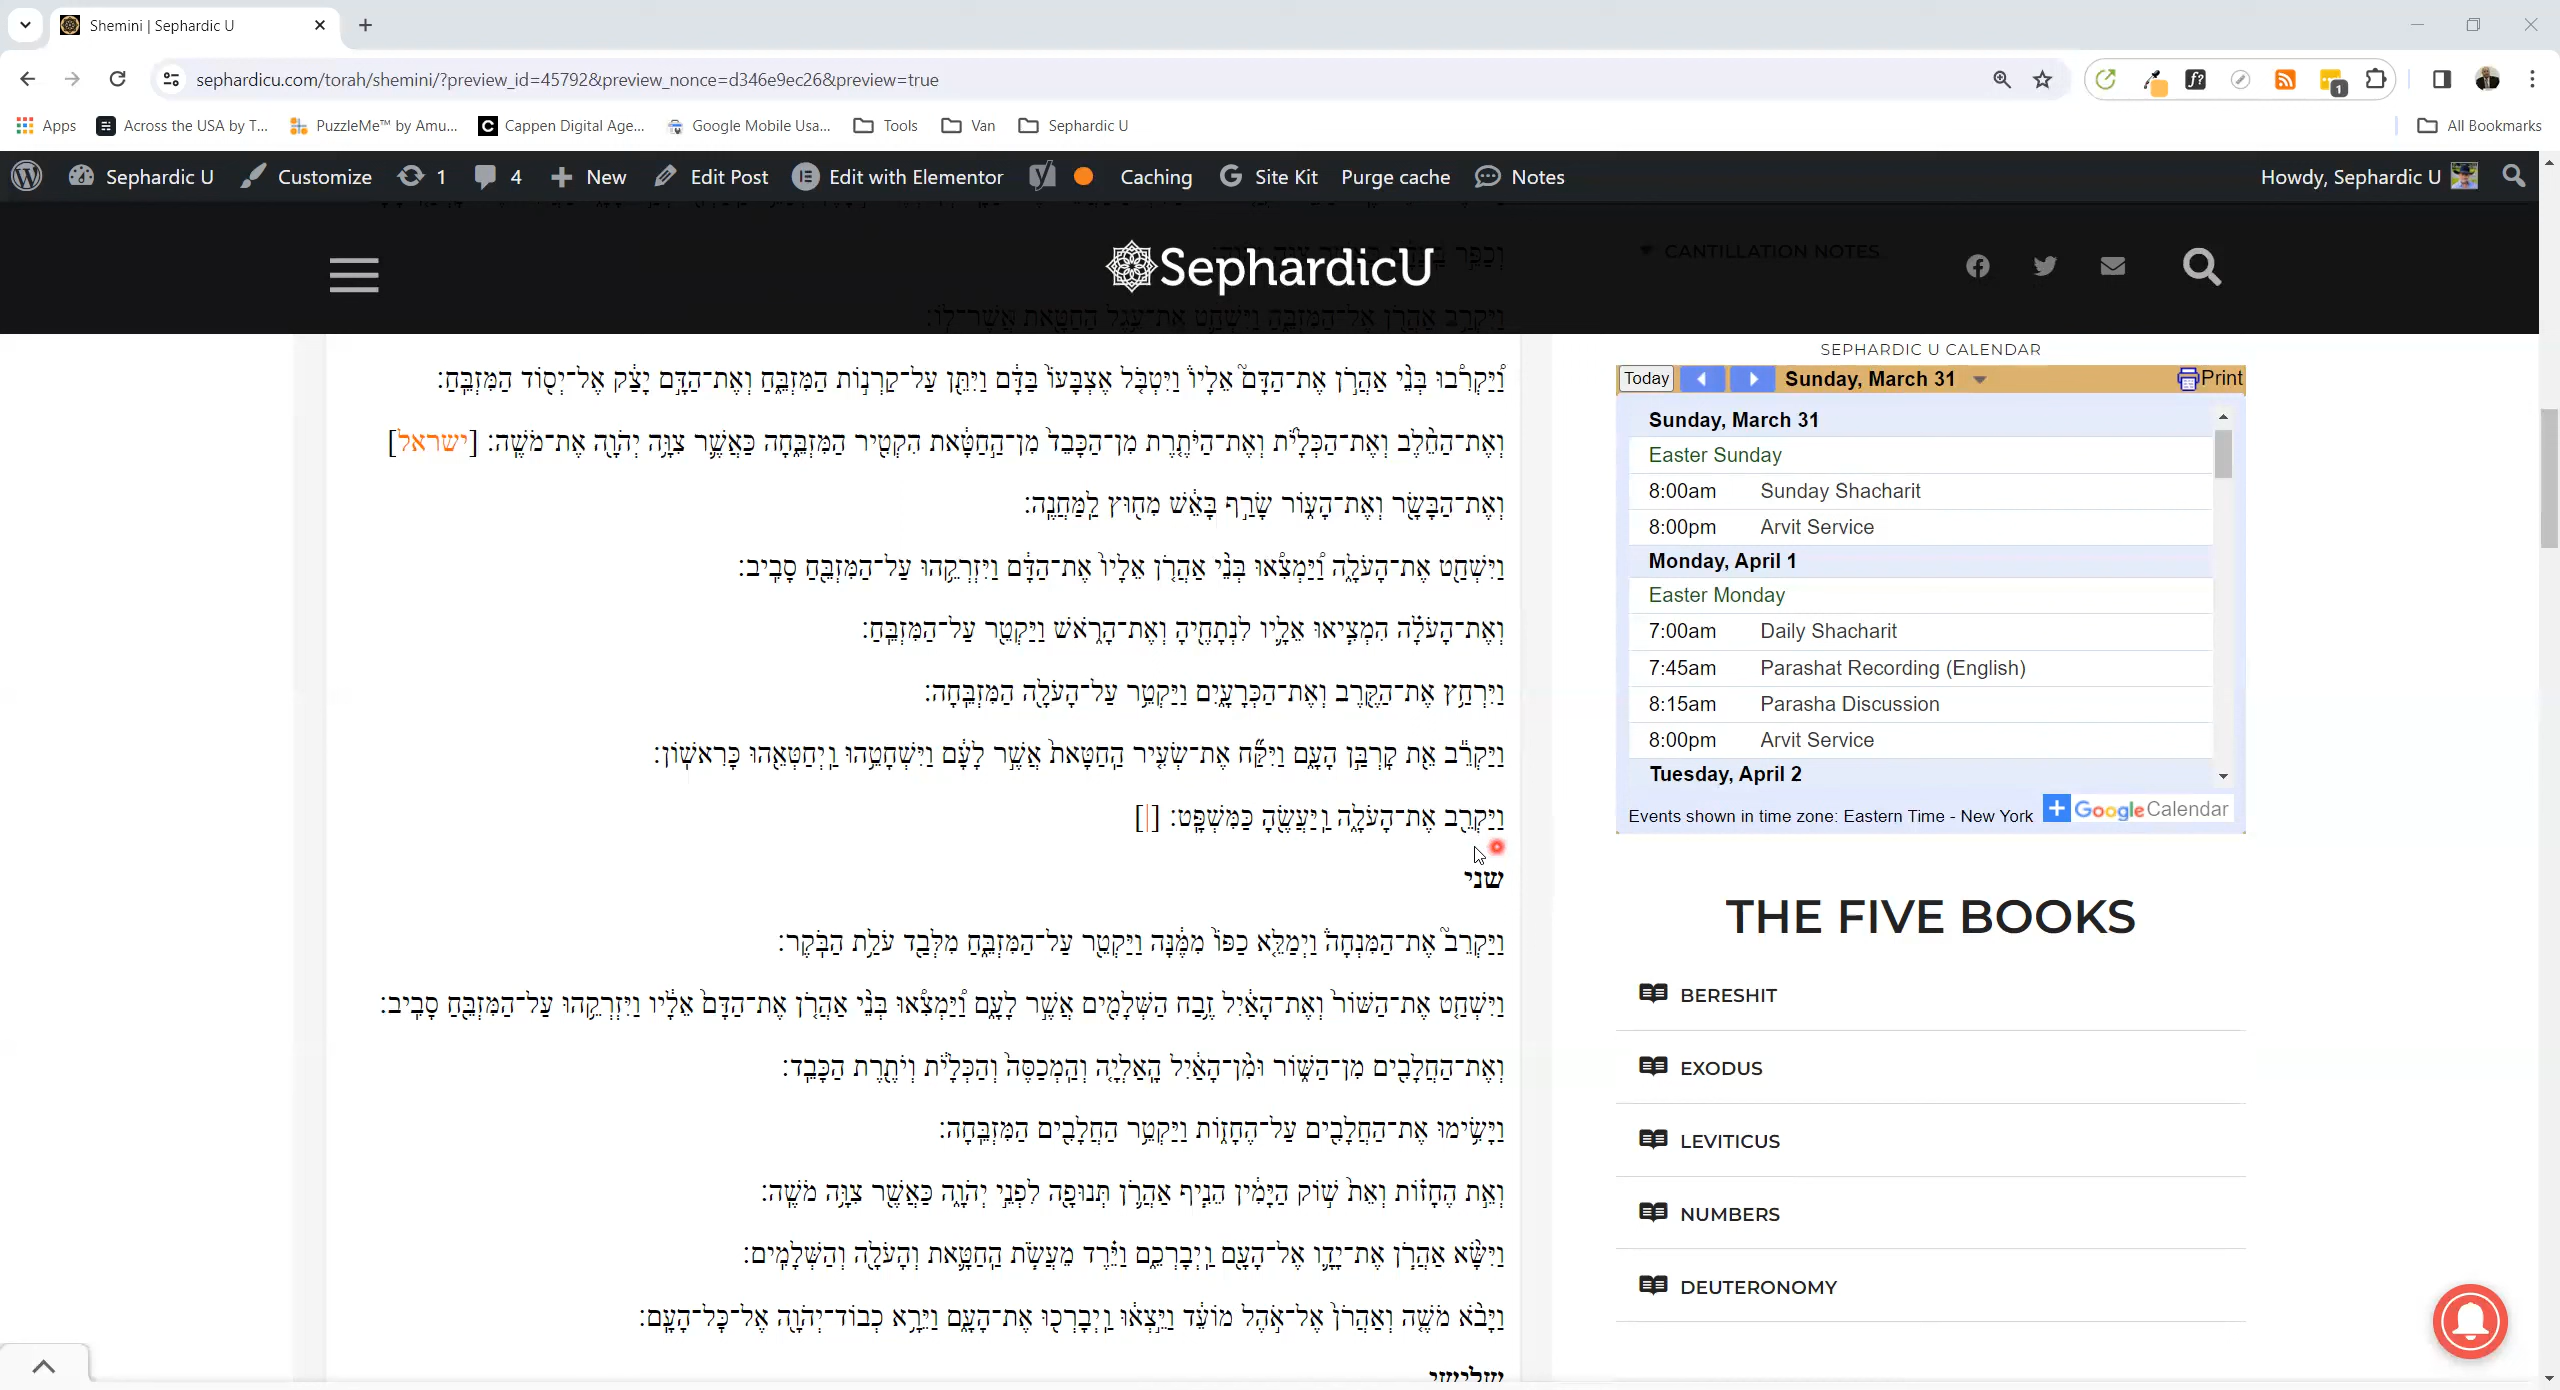 Shemini | Sephardic U
sephardicu.com/torah/shemini/?preview_id=45792&preview_nonce=d346e9ec26&preview=true
Apps Across the USA by T... PuzzleMe™ by Amu... Cappen Digital Age... Google Mobile Usa... Tools Van Sephardic U All Bookmarks
Sephardic U Customize 1 4 New Edit Post Edit with Elementor Caching Site Kit Purge cache Notes Howdy, Sephardic U
SephardicU
CANTILLATION NOTES
וַיִּקְרַ֥ב אַהֲרֹ֖ן אֶל־הַמִּזְבֵּ֑חַ וַיִּשְׁחַ֛ט אֶת־עֵ֥גֶל הַחַטָּ֖את אֲשֶׁר־לֽוֹ׃
וַ֠יַּקְרִ֠בוּ בְּנֵ֨י אַהֲרֹ֣ן אֶת־הַדָּם֮ אֵלָיו֒ וַיִּטְבֹּ֤ל אֶצְבָּעוֹ֙ בַּדָּ֔ם וַיִּתֵּ֖ן עַל־קַרְנ֣וֹת הַמִּזְבֵּ֑חַ וְאֶת־הַדָּ֣ם יָצַ֔ק אֶל־יְס֖וֹד הַמִּזְבֵּֽחַ׃
וְאֶת־הַחֵ֨לֶב וְאֶת־הַכְּלָיֹ֜ת וְאֶת־הַיֹּתֶ֤רֶת מִן־הַכָּבֵד֙ מִן־הַ֣חַטָּ֔את הִקְטִ֖יר הַמִּזְבֵּ֑חָה כַּאֲשֶׁ֛ר צִוָּ֥ה יְהֹוָ֖ה אֶת־מֹשֶֽׁה׃ [ישראל]
וְאֶת־הַבָּשָׂ֖ר וְאֶת־הָע֑וֹר שָׂרַ֣ף בָּאֵ֔שׁ מִח֖וּץ לַֽמַּחֲנֶֽה׃
וַיִּשְׁחַ֖ט אֶת־הָעֹלָ֑ה וַ֠יַּמְצִ֠אוּ בְּנֵ֨י אַהֲרֹ֤ן אֵלָיו֙ אֶת־הַדָּ֔ם וַיִּזְרְקֵ֥הוּ עַל־הַמִּזְבֵּ֖חַ סָבִֽיב׃
וְאֶת־הָעֹלָ֗ה הִמְצִ֧יאוּ אֵלָ֛יו לִנְתָחֶ֖יהָ וְאֶת־הָרֹ֑אשׁ וַיַּקְטֵ֖ר עַל־הַמִּזְבֵּֽחַ׃
וַיִּרְחַ֥ץ אֶת־הַקֶּ֖רֶב וְאֶת־הַכְּרָעָ֑יִם וַיַּקְטֵ֥ר עַל־הָעֹלָ֖ה הַמִּזְבֵּֽחָה׃
וַיַּקְרֵ֕ב אֵ֖ת קׇרְבַּ֣ן הָעָ֑ם וַיִּקַּ֞ח אֶת־שְׂעִ֤יר הַֽחַטָּאת֙ אֲשֶׁ֣ר לָעָ֔ם וַיִּשְׁחָטֵ֥הוּ וַֽיְחַטְּאֵ֖הוּ כָּרִאשֽׁוֹן׃
וַיַּקְרֵ֖ב אֶת־הָעֹלָ֑ה וַֽיַּעֲשֶׂ֖הָ כַּמִּשְׁפָּֽט׃ [|]
שני
וַיַּקְרֵב֮ אֶת־הַמִּנְחָה֒ וַיְמַלֵּ֤א כַפּוֹ֙ מִמֶּ֔נָּה וַיַּקְטֵ֖ר עַל־הַמִּזְבֵּ֑חַ מִלְּבַ֖ד עֹלַ֥ת הַבֹּֽקֶר׃
וַיִּשְׁחַ֤ט אֶת־הַשּׁוֹר֙ וְאֶת־הָאַ֔יִל זֶ֥בַח הַשְּׁלָמִ֖ים אֲשֶׁ֣ר לָעָ֑ם וַ֠יַּמְצִ֠אוּ בְּנֵ֨י אַהֲרֹ֤ן אֶת־הַדָּם֙ אֵלָ֔יו וַיִּזְרְקֵ֥הוּ עַל־הַמִּזְבֵּ֖חַ סָבִֽיב׃
וְאֶת־הַחֲלָבִ֖ים מִן־הַשּׁ֑וֹר וּמִ֨ן־הָאַ֔יִל הָֽאַלְיָ֤ה וְהַֽמְכַסֶּה֙ וְהַכְּלָיֹ֔ת וְיֹתֶ֖רֶת הַכָּבֵֽד׃
וַיָּשִׂ֥ימוּ אֶת־הַחֲלָבִ֖ים עַל־הֶחָז֑וֹת וַיַּקְטֵ֥ר הַחֲלָבִ֖ים הַמִּזְבֵּֽחָה׃
וְאֵ֣ת הֶחָז֗וֹת וְאֵת֙ שׁ֣וֹק הַיָּמִ֔ין הֵנִ֧יף אַהֲרֹ֛ן תְּנוּפָ֖ה לִפְנֵ֣י יְהֹוָ֑ה כַּאֲשֶׁ֖ר צִוָּ֥ה מֹשֶֽׁה׃
וַיִּשָּׂ֨א אַהֲרֹ֧ן אֶת־יָדָ֛ו אֶל־הָעָ֖ם וַֽיְבָרְכֵ֑ם וַיֵּ֗רֶד מֵעֲשֹׂ֧ת הַֽחַטָּ֛את וְהָעֹלָ֖ה וְהַשְּׁלָמִֽים׃
וַיָּבֹ֨א מֹשֶׁ֤ה וְאַהֲרֹן֙ אֶל־אֹ֣הֶל מוֹעֵ֔ד וַיֵּ֣צְא֔וּ וַֽיְבָרְכ֖וּ אֶת־הָעָ֑ם וַיֵּרָ֥א כְבוֹד־יְהֹוָ֖ה אֶל־כׇּל־הָעָֽם׃
שלישי
SEPHARDIC U CALENDAR
Today Sunday, March 31 Print
Sunday, March 31
Easter Sunday
8:00am Sunday Shacharit
8:00pm Arvit Service
Monday, April 1
Easter Monday
7:00am Daily Shacharit
7:45am Parashat Recording (English)
8:15am Parasha Discussion
8:00pm Arvit Service
Tuesday, April 2
Events shown in time zone: Eastern Time - New York Google Calendar
THE FIVE BOOKS
BERESHIT
EXODUS
LEVITICUS
NUMBERS
DEUTERONOMY